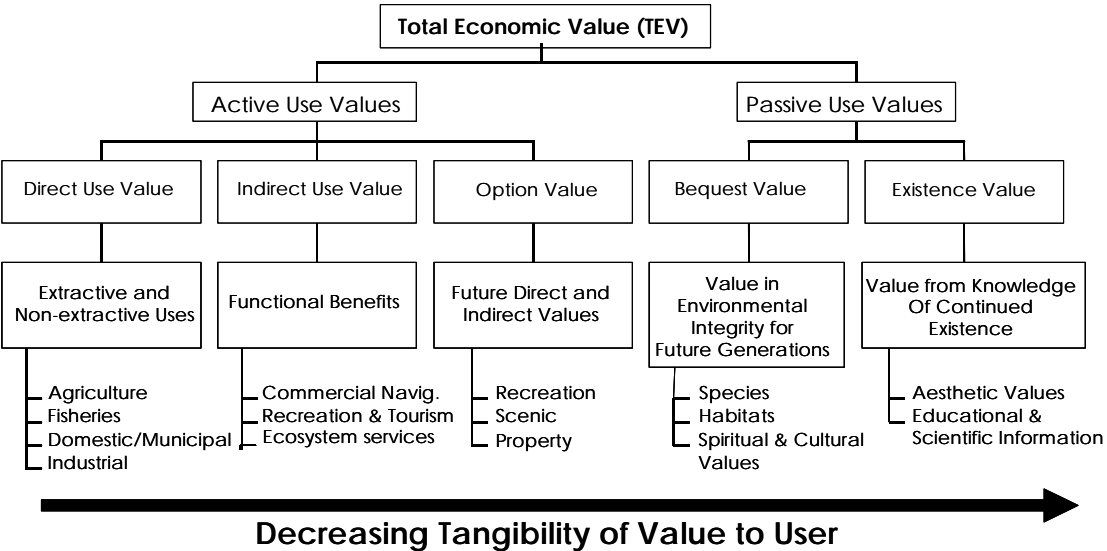 Total Economic Value (TEV)
Active Use Values
Passive Use Values
Direct Use Value
Indirect Use Value
Option Value
Bequest Value
Existence Value
Extractive and
Non-extractive Uses
Functional Benefits
Future Direct and
Indirect Values
Value in
Environmental
Integrity for
Future Generations
Value from Knowledge
Of Continued
Existence
Agriculture
Fisheries
Domestic/Municipal
Industrial
Commercial Navig.
Recreation & Tourism
Ecosystem services
Recreation
Scenic
Property
Species
Habitats
Spiritual & Cultural
Values
Aesthetic Values
Educational &
Scientific Information
Decreasing Tangibility of Value to User